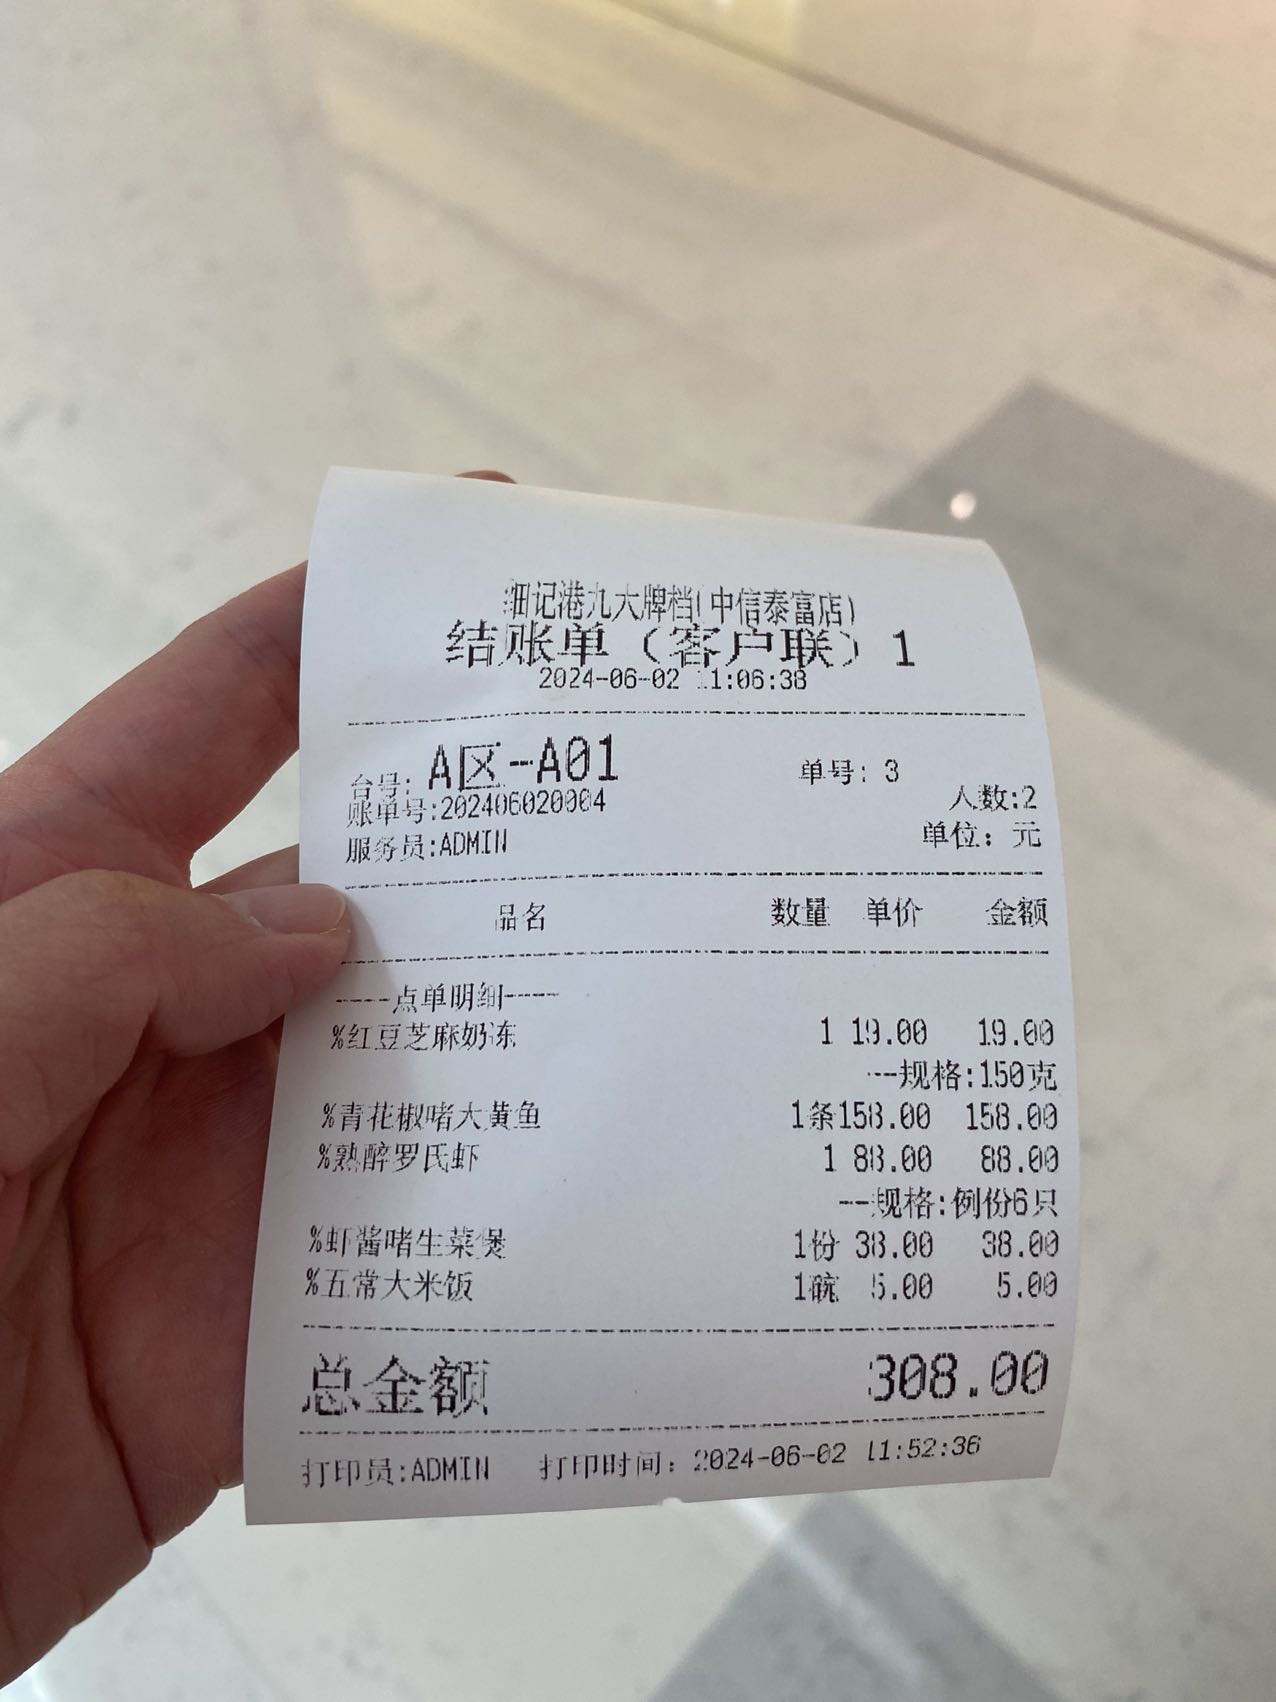 细记港九大牌档(中信泰富店)
结账单（客户联）1
2024-06-02 11:06:38
台号: A区-A01 单号: 3
账单号:202406020004 人数:2
服务员:ADMIN 单位: 元
品名 数量 单价 金额
----点单明细----
%红豆芝麻奶冻 1 19.00 19.00
---规格:150克
%青花椒啫大黄鱼 1条158.00 158.00
%熟醉罗氏虾 1 88.00 88.00
---规格:例份6只
%虾酱啫生菜煲 1份 38.00 38.00
%五常大米饭 1碗 5.00 5.00
总金额 308.00
打印员:ADMIN 打印时间: 2024-06-02 11:52:36